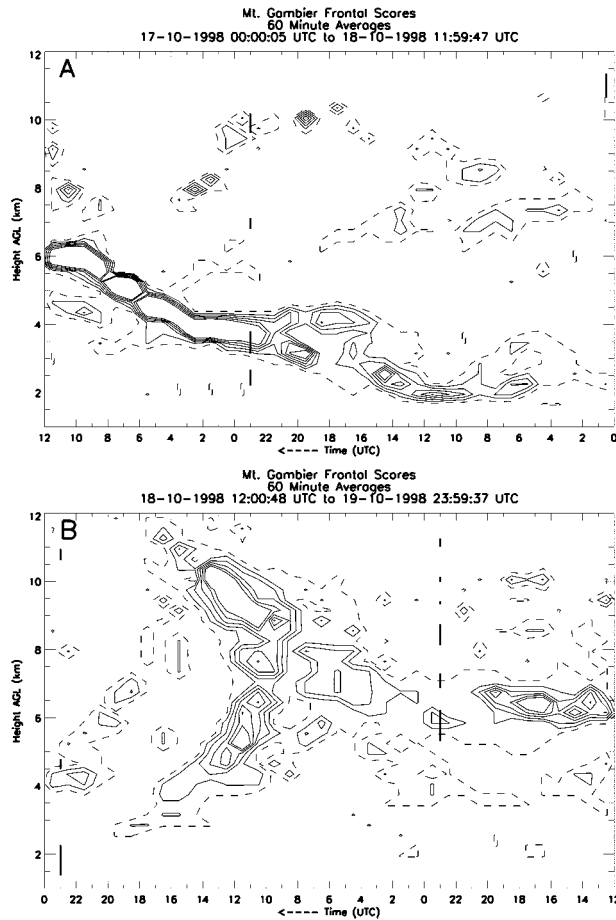 Mt. Gambier Frontal Scores
60 Minute Averages
17-10-1998 00:00:05 UTC to 18-10-1998 11:59:47 UTC
A
12
10
8
6
4
2
Height AGL (km)
12 10 8 6 4 2 0 22 20 18 16 14 12 10 8 6 4 2 0
<---- Time (UTC)
Mt. Gambier Frontal Scores
60 Minute Averages
18-10-1998 12:00:48 UTC to 19-10-1998 23:59:37 UTC
B
12
10
8
6
4
2
Height AGL (km)
0 22 20 18 16 14 12 10 8 6 4 2 0 22 20 18 16 14 12
<---- Time (UTC)